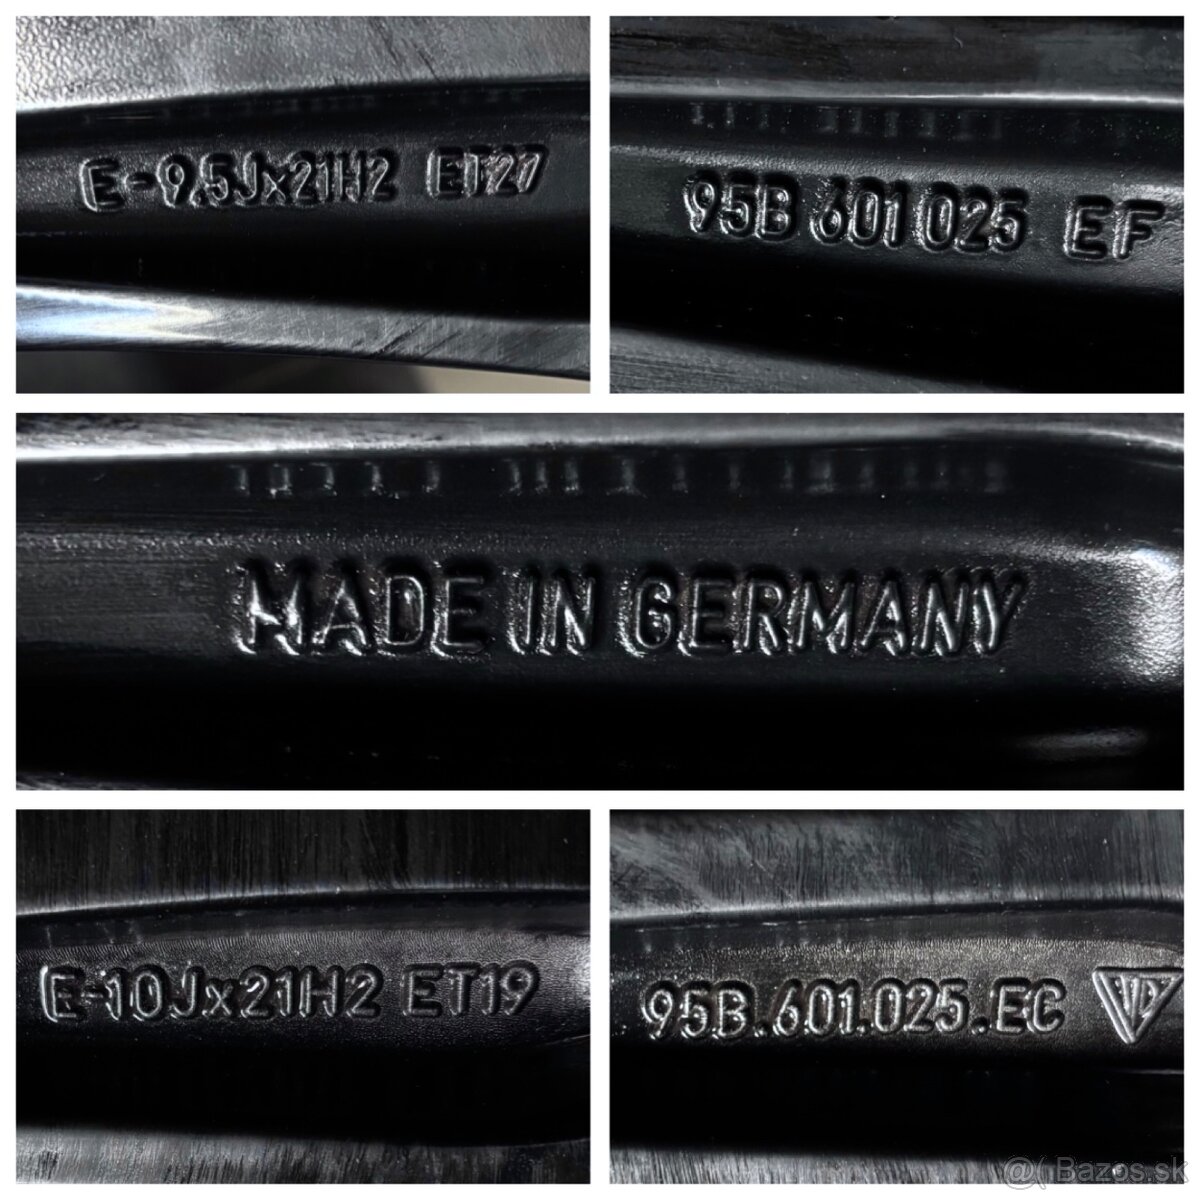 E-9.5Jx21H2 ET27
95B 601 025 EF
MADE IN GERMANY
E-10Jx21H2 ET19
95B.601.025.EC
@( Bazos.sk